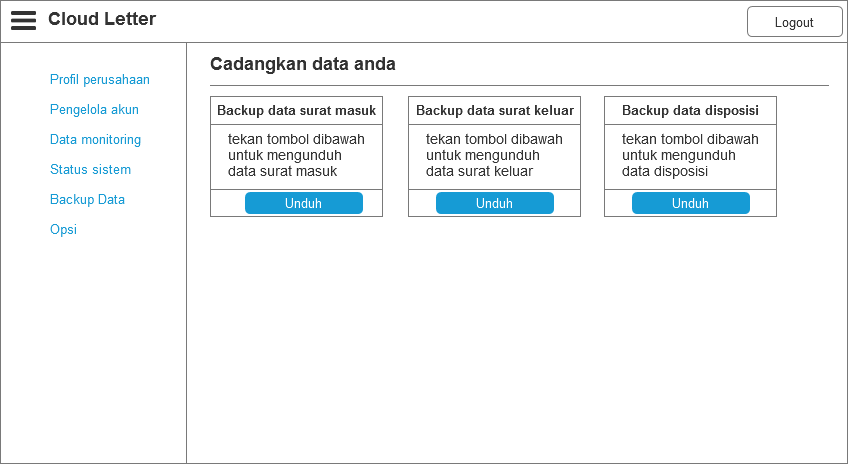 Cloud Letter
Logout
Profil perusahaan
Pengelola akun
Data monitoring
Status sistem
Backup Data
Opsi
Cadangkan data anda
Backup data surat masuk
tekan tombol dibawah
untuk mengunduh
data surat masuk
Unduh
Backup data surat keluar
tekan tombol dibawah
untuk mengunduh
data surat keluar
Unduh
Backup data disposisi
tekan tombol dibawah
untuk mengunduh
data disposisi
Unduh